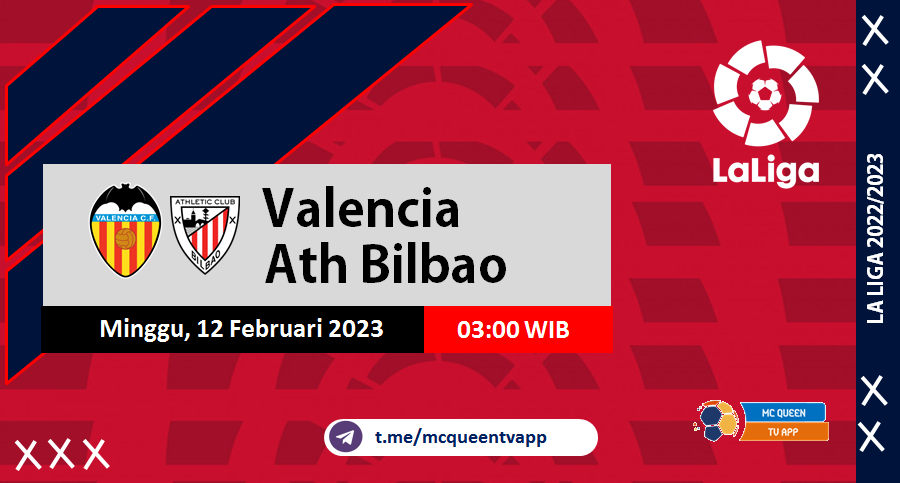 LaLiga
LA LIGA 2022/2023
VALENCIA C.F
ATHLETIC CLUB
BILBAO
Valencia
Ath Bilbao
Minggu, 12 Februari 2023
03:00 WIB
t.me/mcqueentvapp
MC QUEEN
TV APP